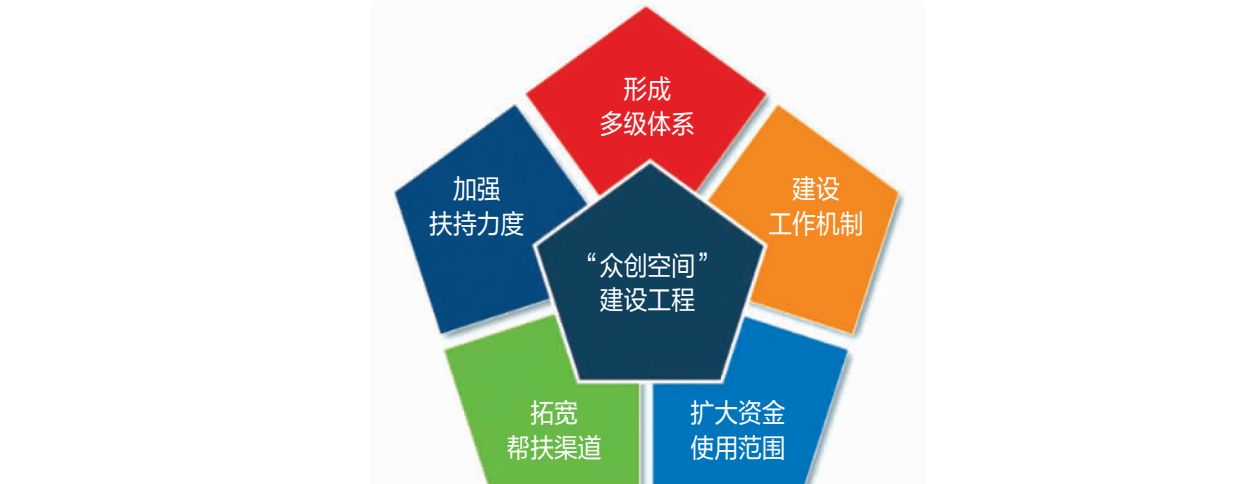 形成
多级体系
加强
扶持力度
建设
工作机制
“众创空间”
建设工程
拓宽
帮扶渠道
扩大资金
使用范围